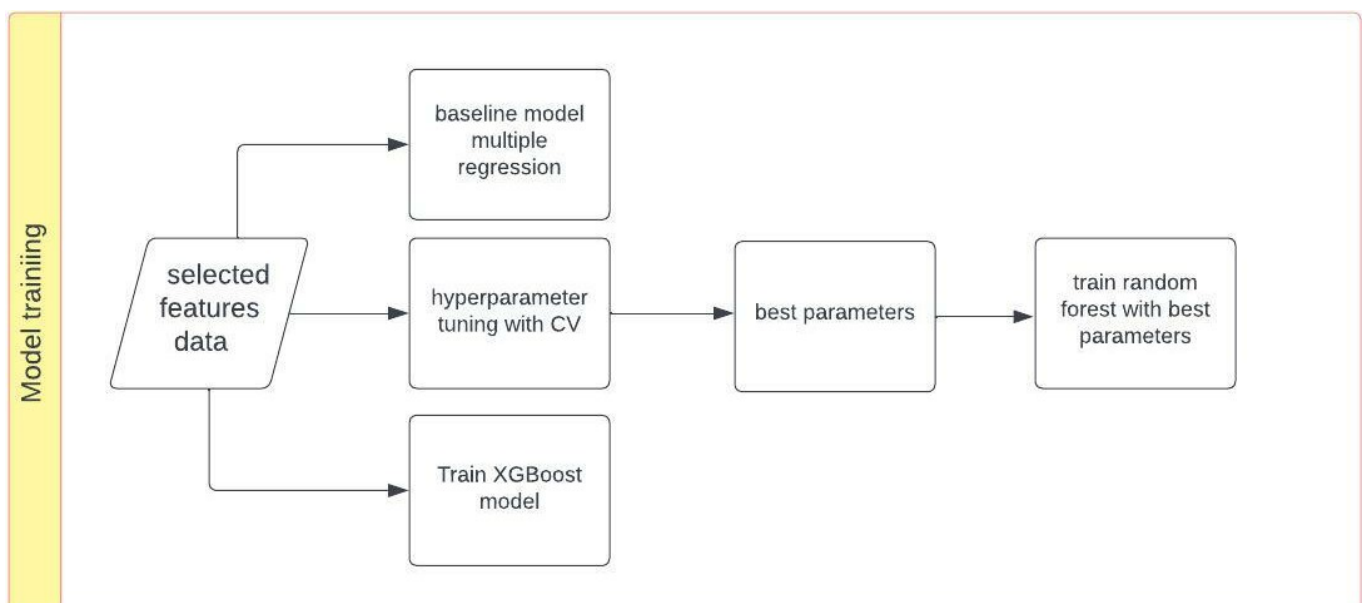 Model trainiing
selected
features
data
baseline model
multiple
regression
hyperparameter
tuning with CV
best parameters
train random
forest with best
parameters
Train XGBoost
model